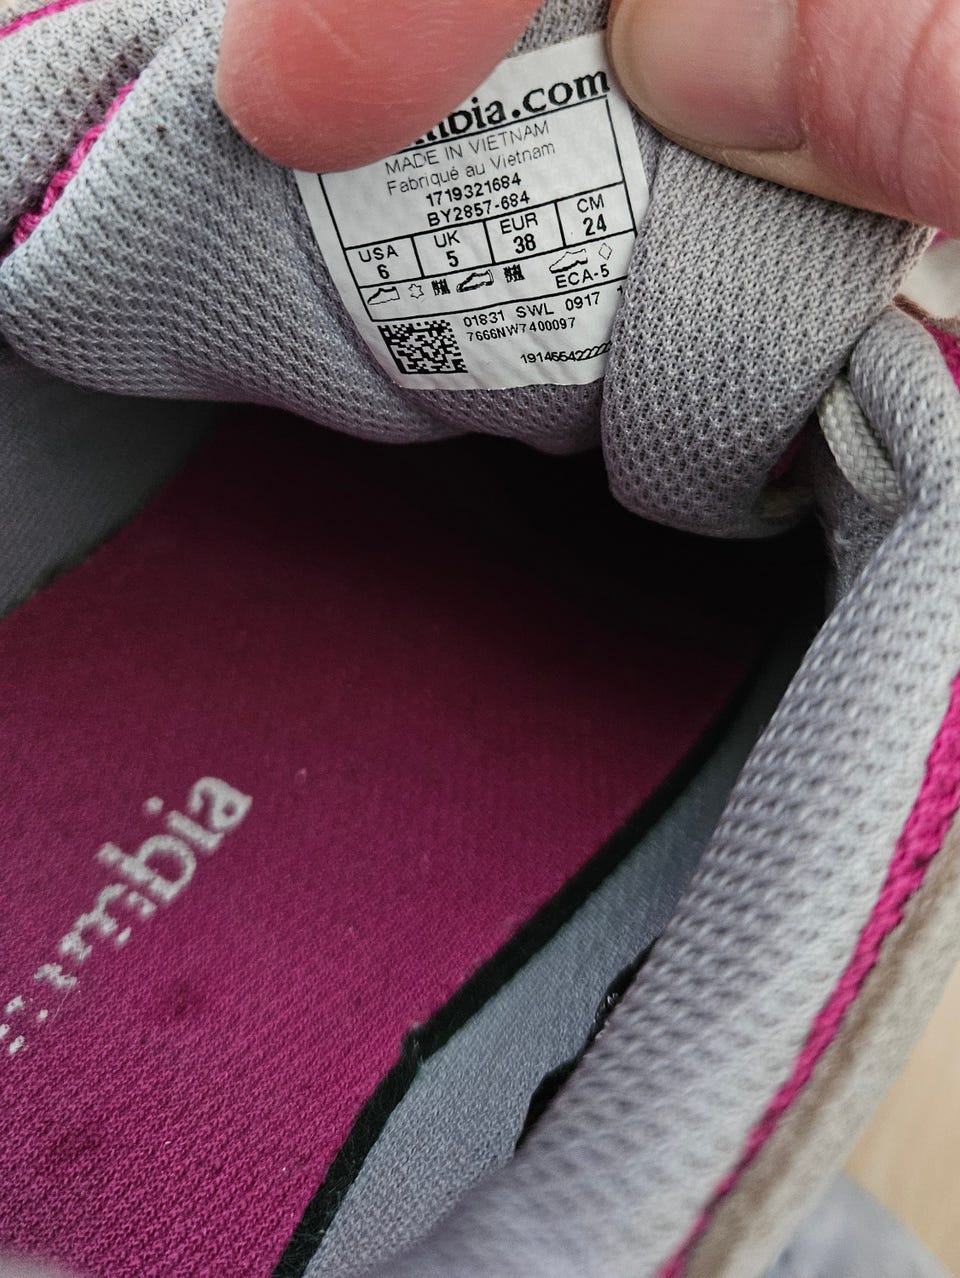 mbia.com
MADE IN VIETNAM
Fabriqué au Vietnam
1719321684
BY2857-684
USA UK EUR CM
6 5 38 24
ECA-5
01831 SWL 0917
7666NW7400097
umbia